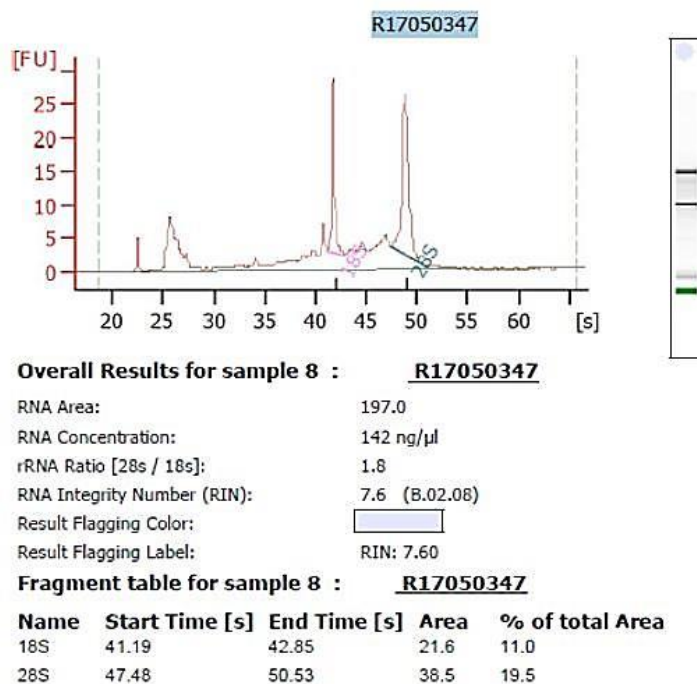 R17050347
[FU]
25
20
15
10
5
0
18S
28S
20 25 30 35 40 45 50 55 60 [s]
Overall Results for sample 8 : R17050347
RNA Area: 197.0
RNA Concentration: 142 ng/µl
rRNA Ratio [28s / 18s]: 1.8
RNA Integrity Number (RIN): 7.6 (B.02.08)
Result Flagging Color:
Result Flagging Label: RIN: 7.60
Fragment table for sample 8 : R17050347
Name Start Time [s] End Time [s] Area % of total Area
18S 41.19 42.85 21.6 11.0
28S 47.48 50.53 38.5 19.5